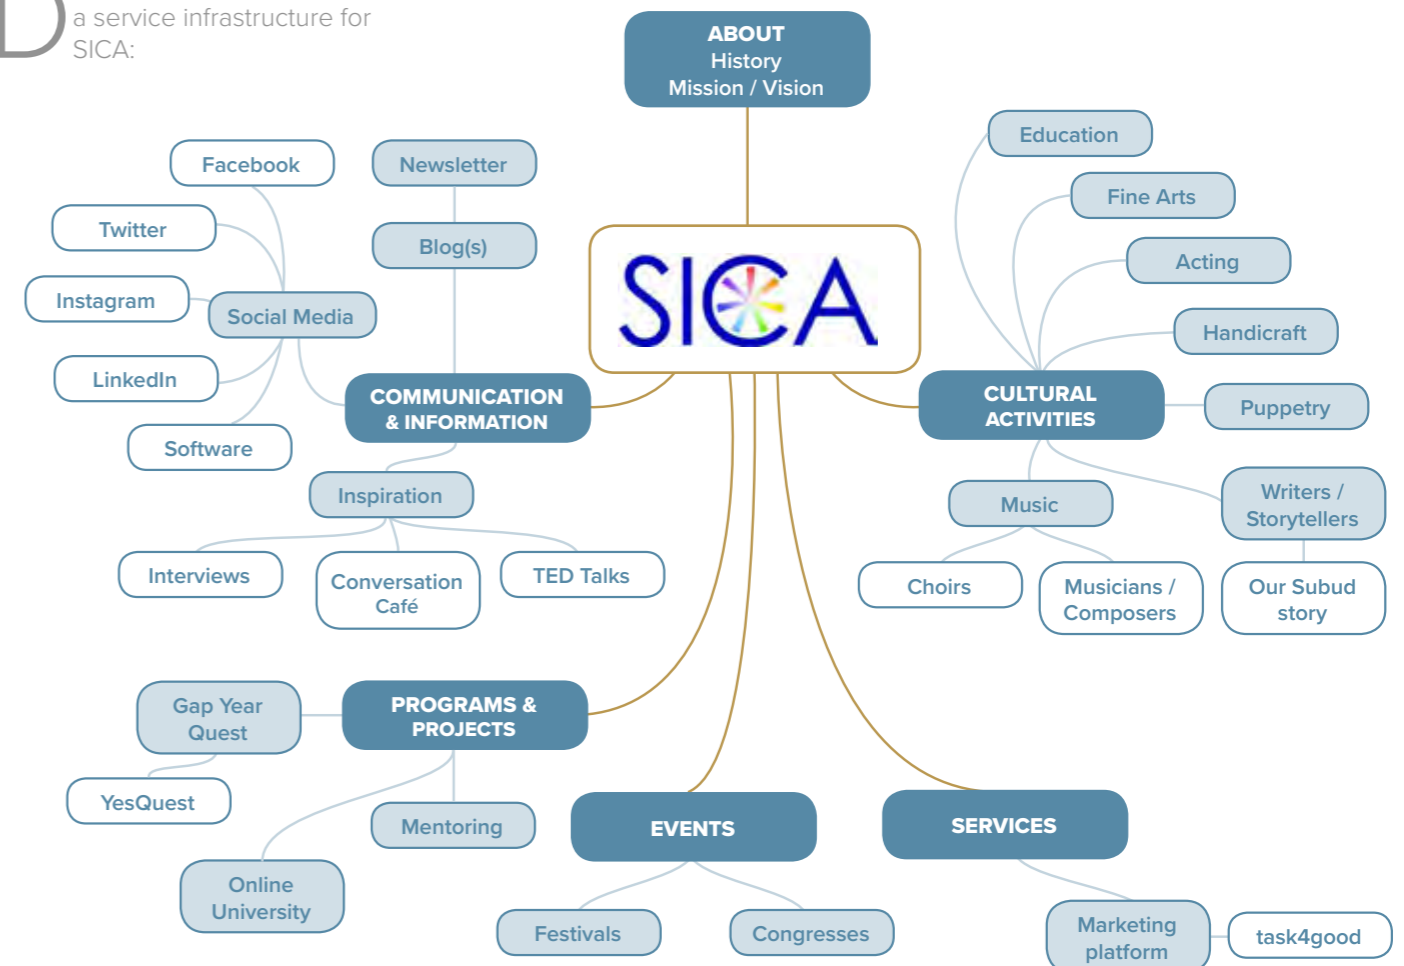 D
a service infrastructure for
SICA:
ABOUT
History
Mission / Vision
SICA
Facebook
Twitter
Instagram
LinkedIn
Software
Social Media
Newsletter
Blog(s)
COMMUNICATION
& INFORMATION
Inspiration
Interviews
Conversation
Café
TED Talks
Education
Fine Arts
Acting
Handicraft
Puppetry
CULTURAL
ACTIVITIES
Music
Writers /
Storytellers
Choirs
Musicians /
Composers
Our Subud
story
PROGRAMS &
PROJECTS
Gap Year
Quest
YesQuest
Mentoring
Online
University
EVENTS
Festivals
Congresses
SERVICES
Marketing
platform
task4good